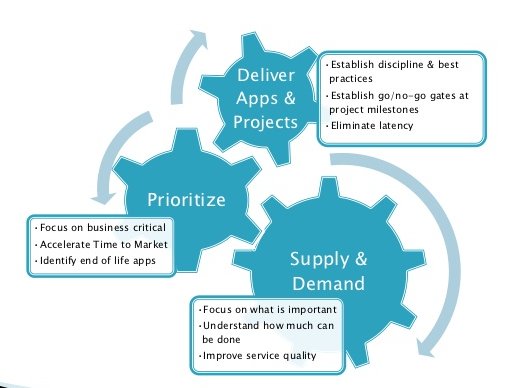 Deliver
Apps &
Projects
·Establish discipline & best
practices
·Establish go/no-go gates at
project milestones
·Eliminate latency
Prioritize
·Focus on business critical
·Accelerate Time to Market
·Identify end of life apps
Supply &
Demand
·Focus on what is important
·Understand how much can
be done
·Improve service quality